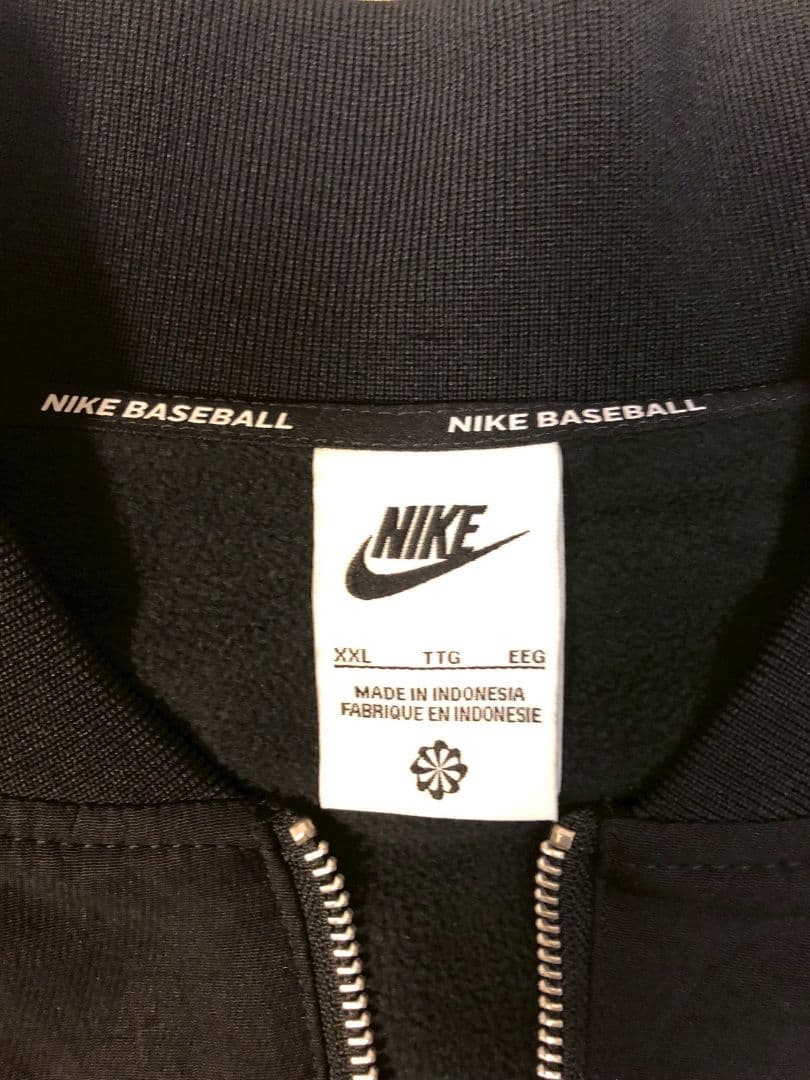 NIKE BASEBALL NIKE BASEBALL
NIKE
XXL TTG EEG
MADE IN INDONESIA
FABRIQUE EN INDONESIE